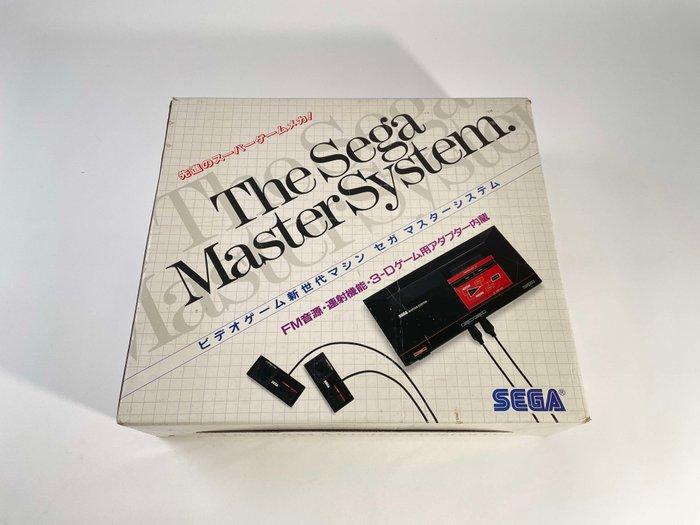 先進のスーパーゲームメカ!
The Sega
Master System.
ビデオゲーム新世代マシン セガ マスターシステム
FM音源・連射機能・3-Dゲーム用アダプター内蔵
SEGA®